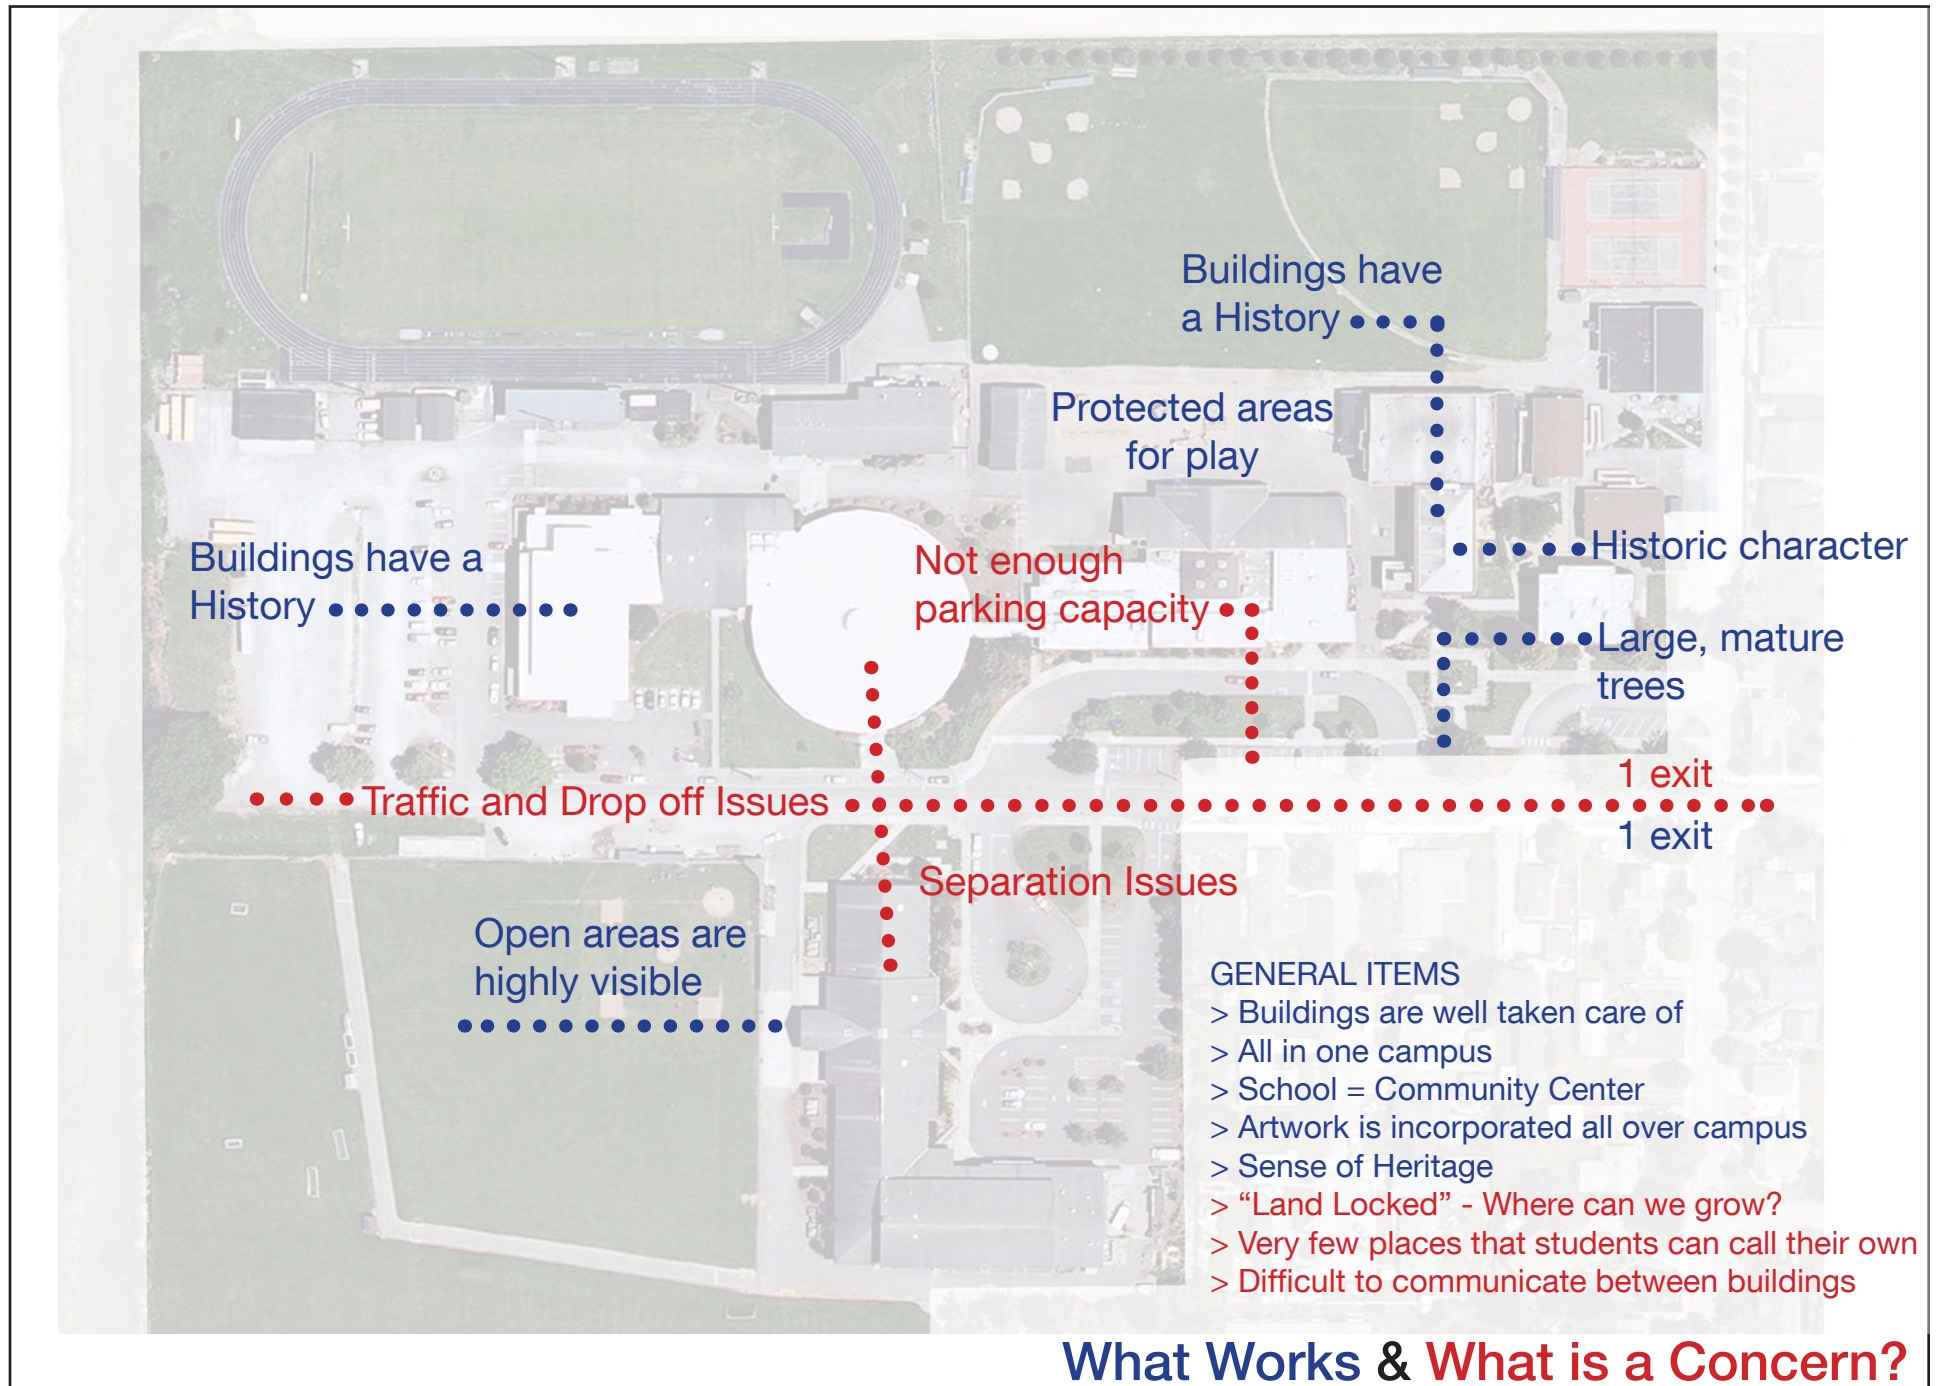 Buildings have
a History
Protected areas
for play
Buildings have a
History
Not enough
parking capacity
Historic character
Large, mature
trees
1 exit
Traffic and Drop off Issues
1 exit
Separation Issues
Open areas are
highly visible
GENERAL ITEMS
> Buildings are well taken care of
> All in one campus
> School = Community Center
> Artwork is incorporated all over campus
> Sense of Heritage
> “Land Locked” - Where can we grow?
> Very few places that students can call their own
> Difficult to communicate between buildings
What Works & What is a Concern?